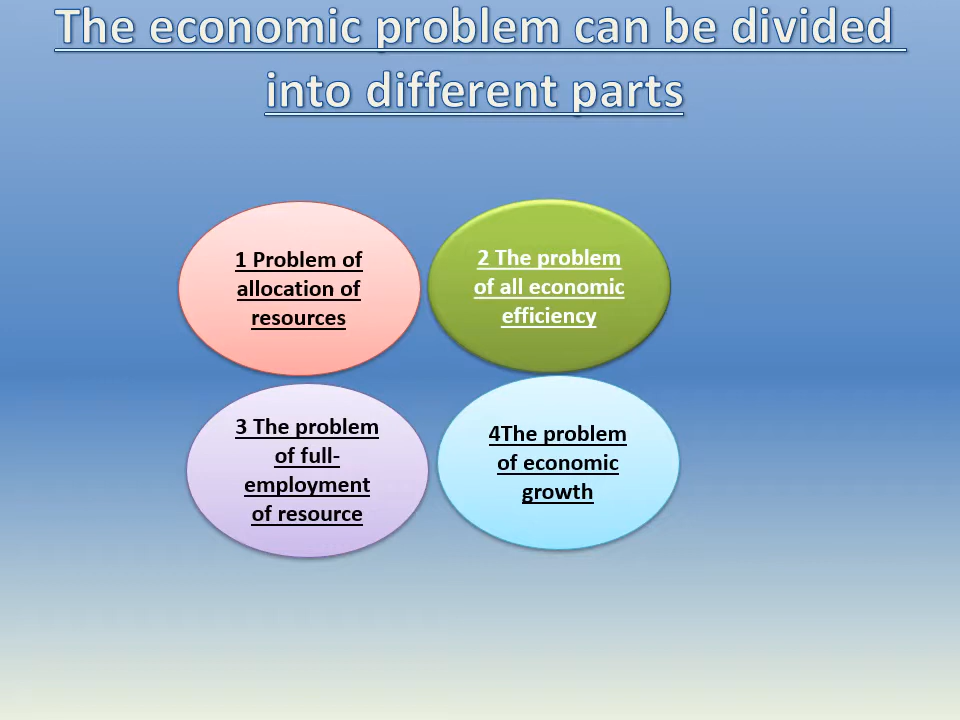 The economic problem can be divided
into different parts
1 Problem of
allocation of
resources
2 The problem
of all economic
efficiency
3 The problem
of full-
employment
of resource
4The problem
of economic
growth